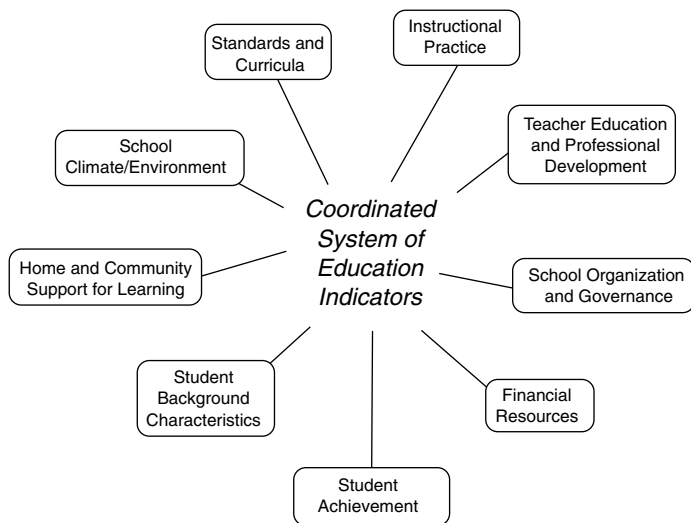 Instructional
Practice
Standards and
Curricula
Teacher Education
and Professional
Development
School
Climate/Environment
Coordinated
System of
Education
Indicators
Home and Community
Support for Learning
School Organization
and Governance
Student
Background
Characteristics
Financial
Resources
Student
Achievement